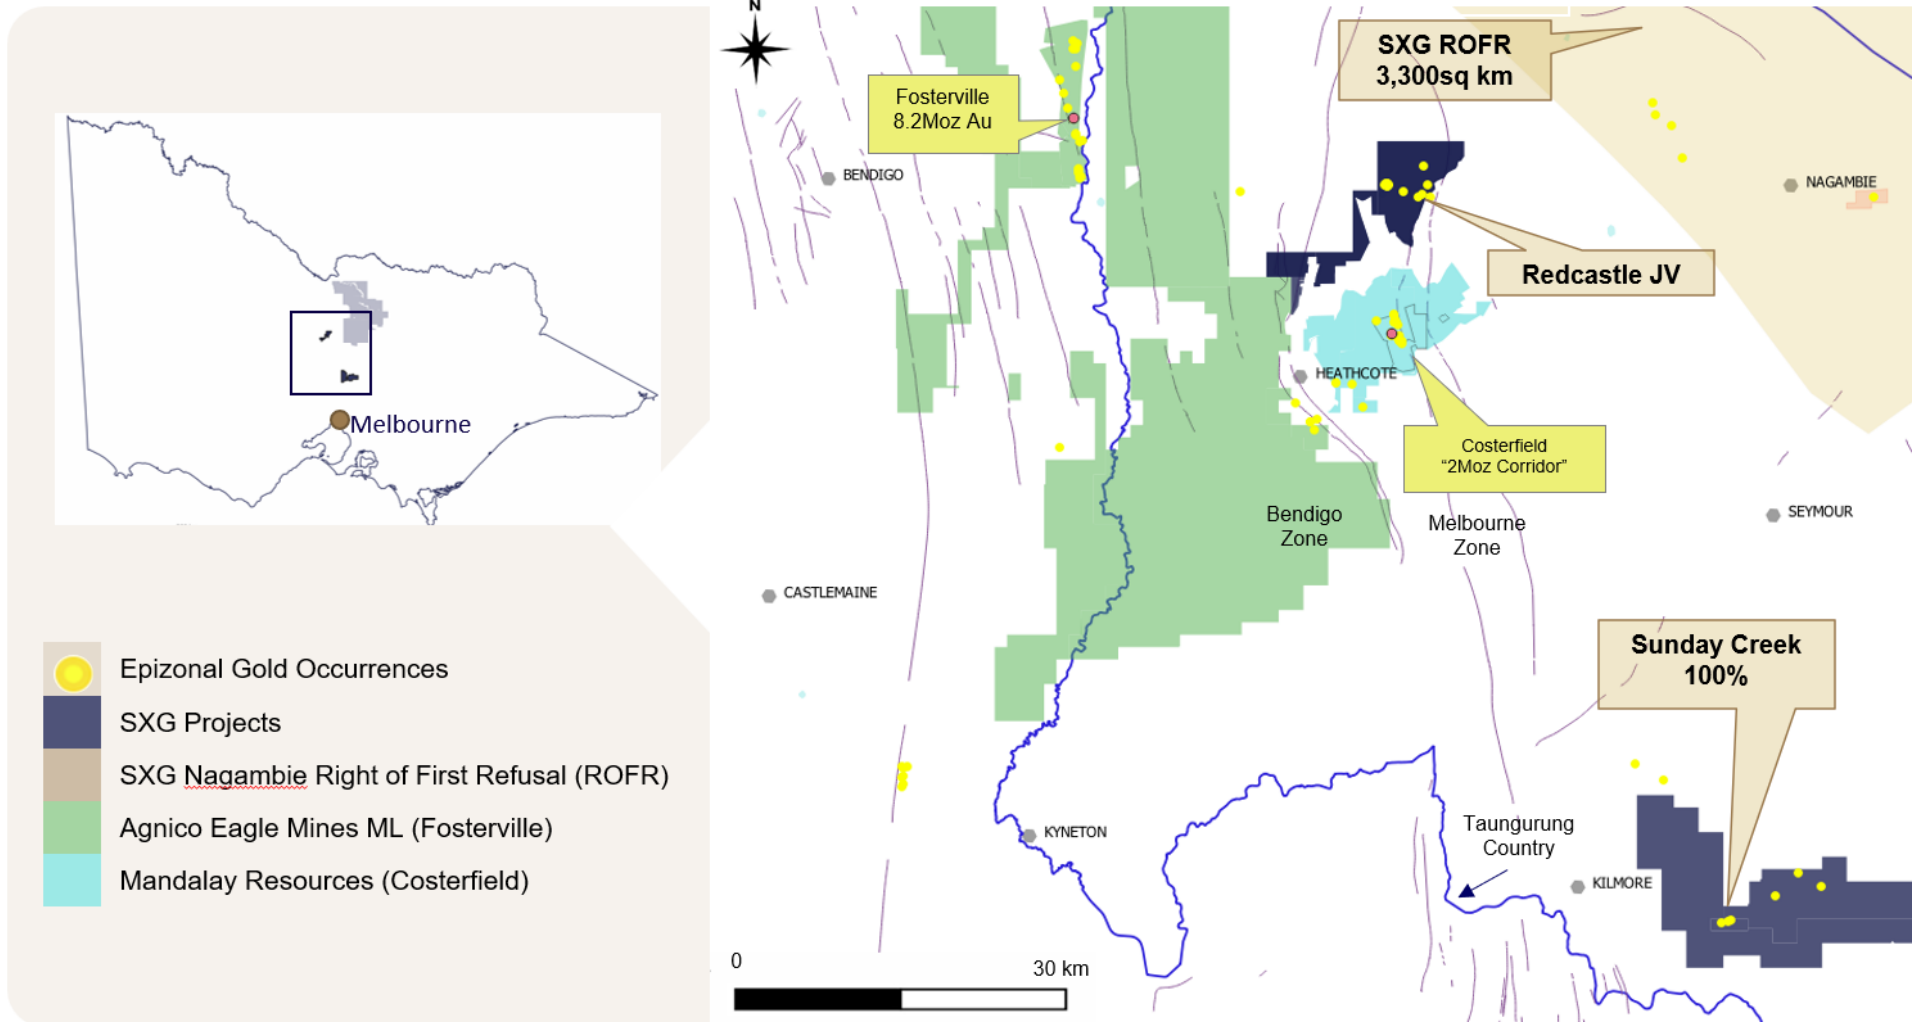 Melbourne
Epizonal Gold Occurrences
SXG Projects
SXG Nagambie Right of First Refusal (ROFR)
Agnico Eagle Mines ML (Fosterville)
Mandalay Resources (Costerfield)
N
SXG ROFR
3,300sq km
Fosterville
8.2Moz Au
BENDIGO
NAGAMBIE
Redcastle JV
HEATHCOTE
Costerfield
“2Moz Corridor”
Bendigo
Zone
Melbourne
Zone
SEYMOUR
CASTLEMAINE
Sunday Creek
100%
KYNETON
Taungurung
Country
KILMORE
0
30 km